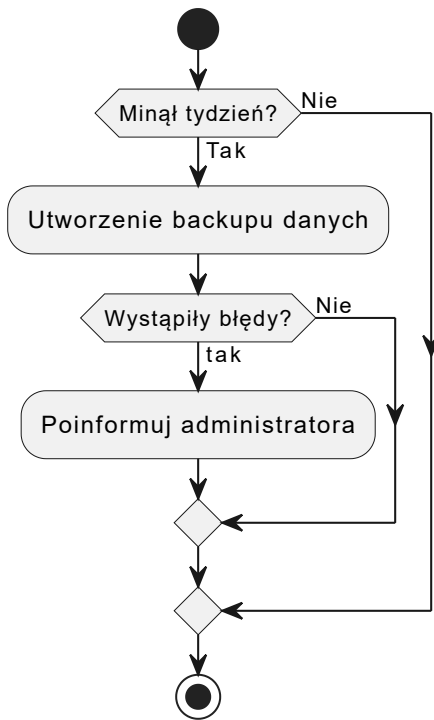 Minął tydzień?
Nie
Tak
Utworzenie backupu danych
Wystąpiły błędy?
Nie
tak
Poinformuj administratora